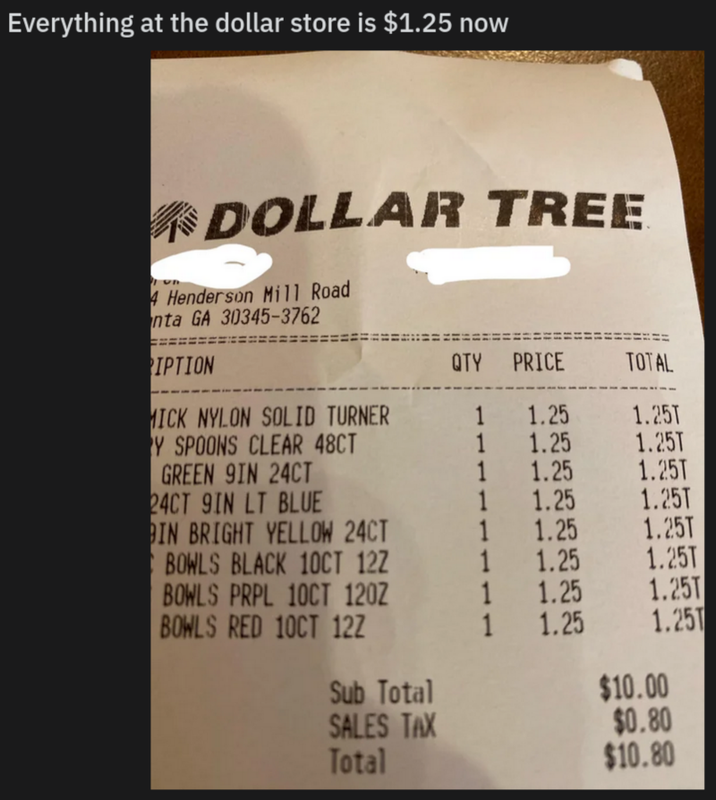 Everything at the dollar store is $1.25 now
DOLLAR TREE
4 Henderson Mill Road
nta GA 30345-3762
IPTION QTY PRICE TOTAL
MICK NYLON SOLID TURNER 1 1.25 1.25T
Y SPOONS CLEAR 48CT 1 1.25 1.25T
GREEN 9IN 24CT 1 1.25 1.25T
24CT 9IN LT BLUE 1 1.25 1.25T
9IN BRIGHT YELLOW 24CT 1 1.25 1.25T
BOWLS BLACK 10CT 12Z 1 1.25 1.25T
BOWLS PRPL 10CT 12OZ 1 1.25 1.25T
BOWLS RED 10CT 12Z 1 1.25 1.25T
Sub Total $10.00
SALES TAX $0.80
Total $10.80